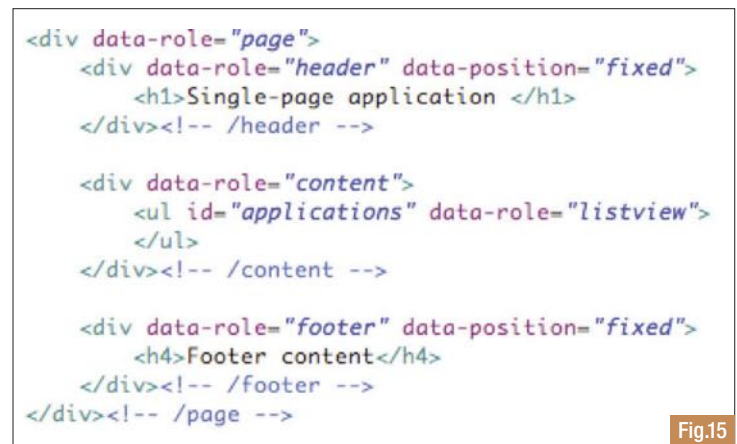 <div data-role="page">
    <div data-role="header" data-position="fixed">
        <h1>Single-page application </h1>
    </div><!-- /header -->

    <div data-role="content">
        <ul id="applications" data-role="listview">
        </ul>
    </div><!-- /content -->

    <div data-role="footer" data-position="fixed">
        <h4>Footer content</h4>
    </div><!-- /footer -->
</div><!-- /page -->
Fig.15